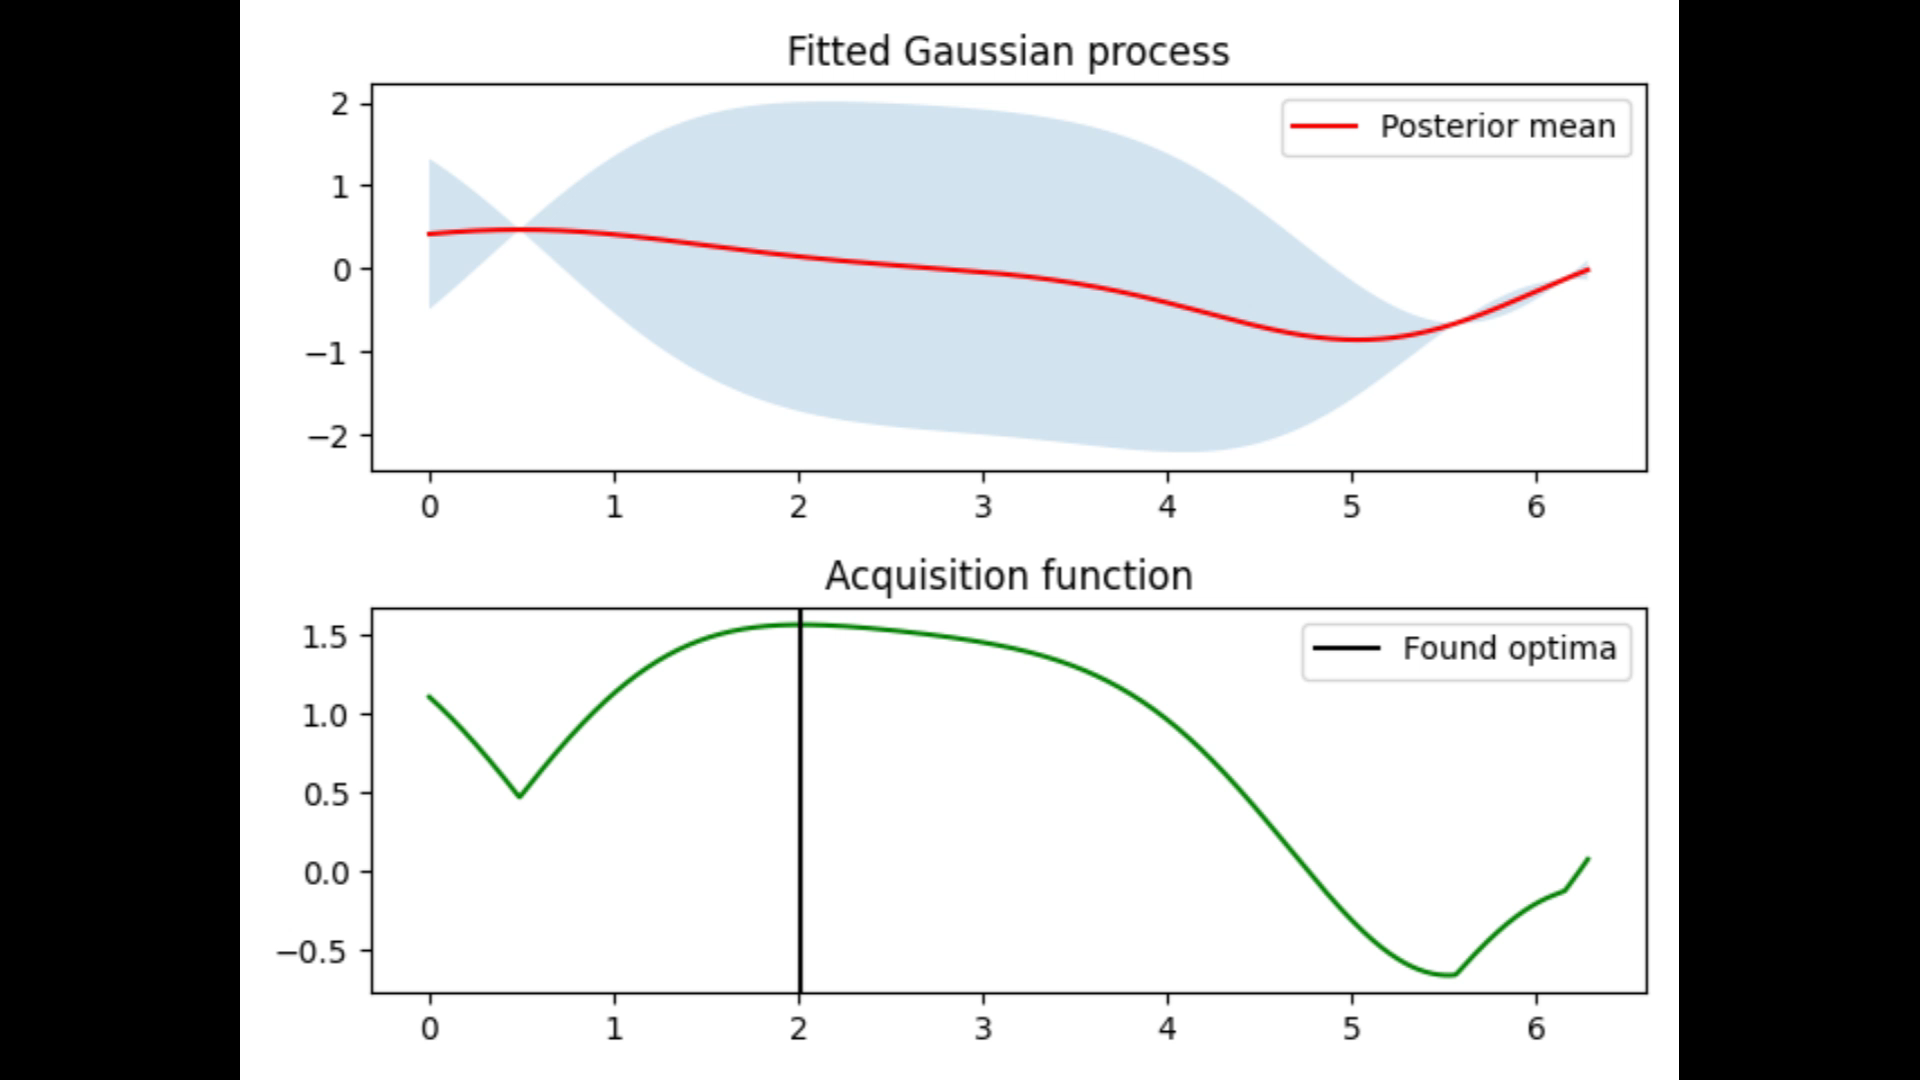 Fitted Gaussian process
2
1
0
−1
−2
Posterior mean
0 1 2 3 4 5 6
Acquisition function
1.5
1.0
0.5
0.0
−0.5
Found optima
0 1 2 3 4 5 6